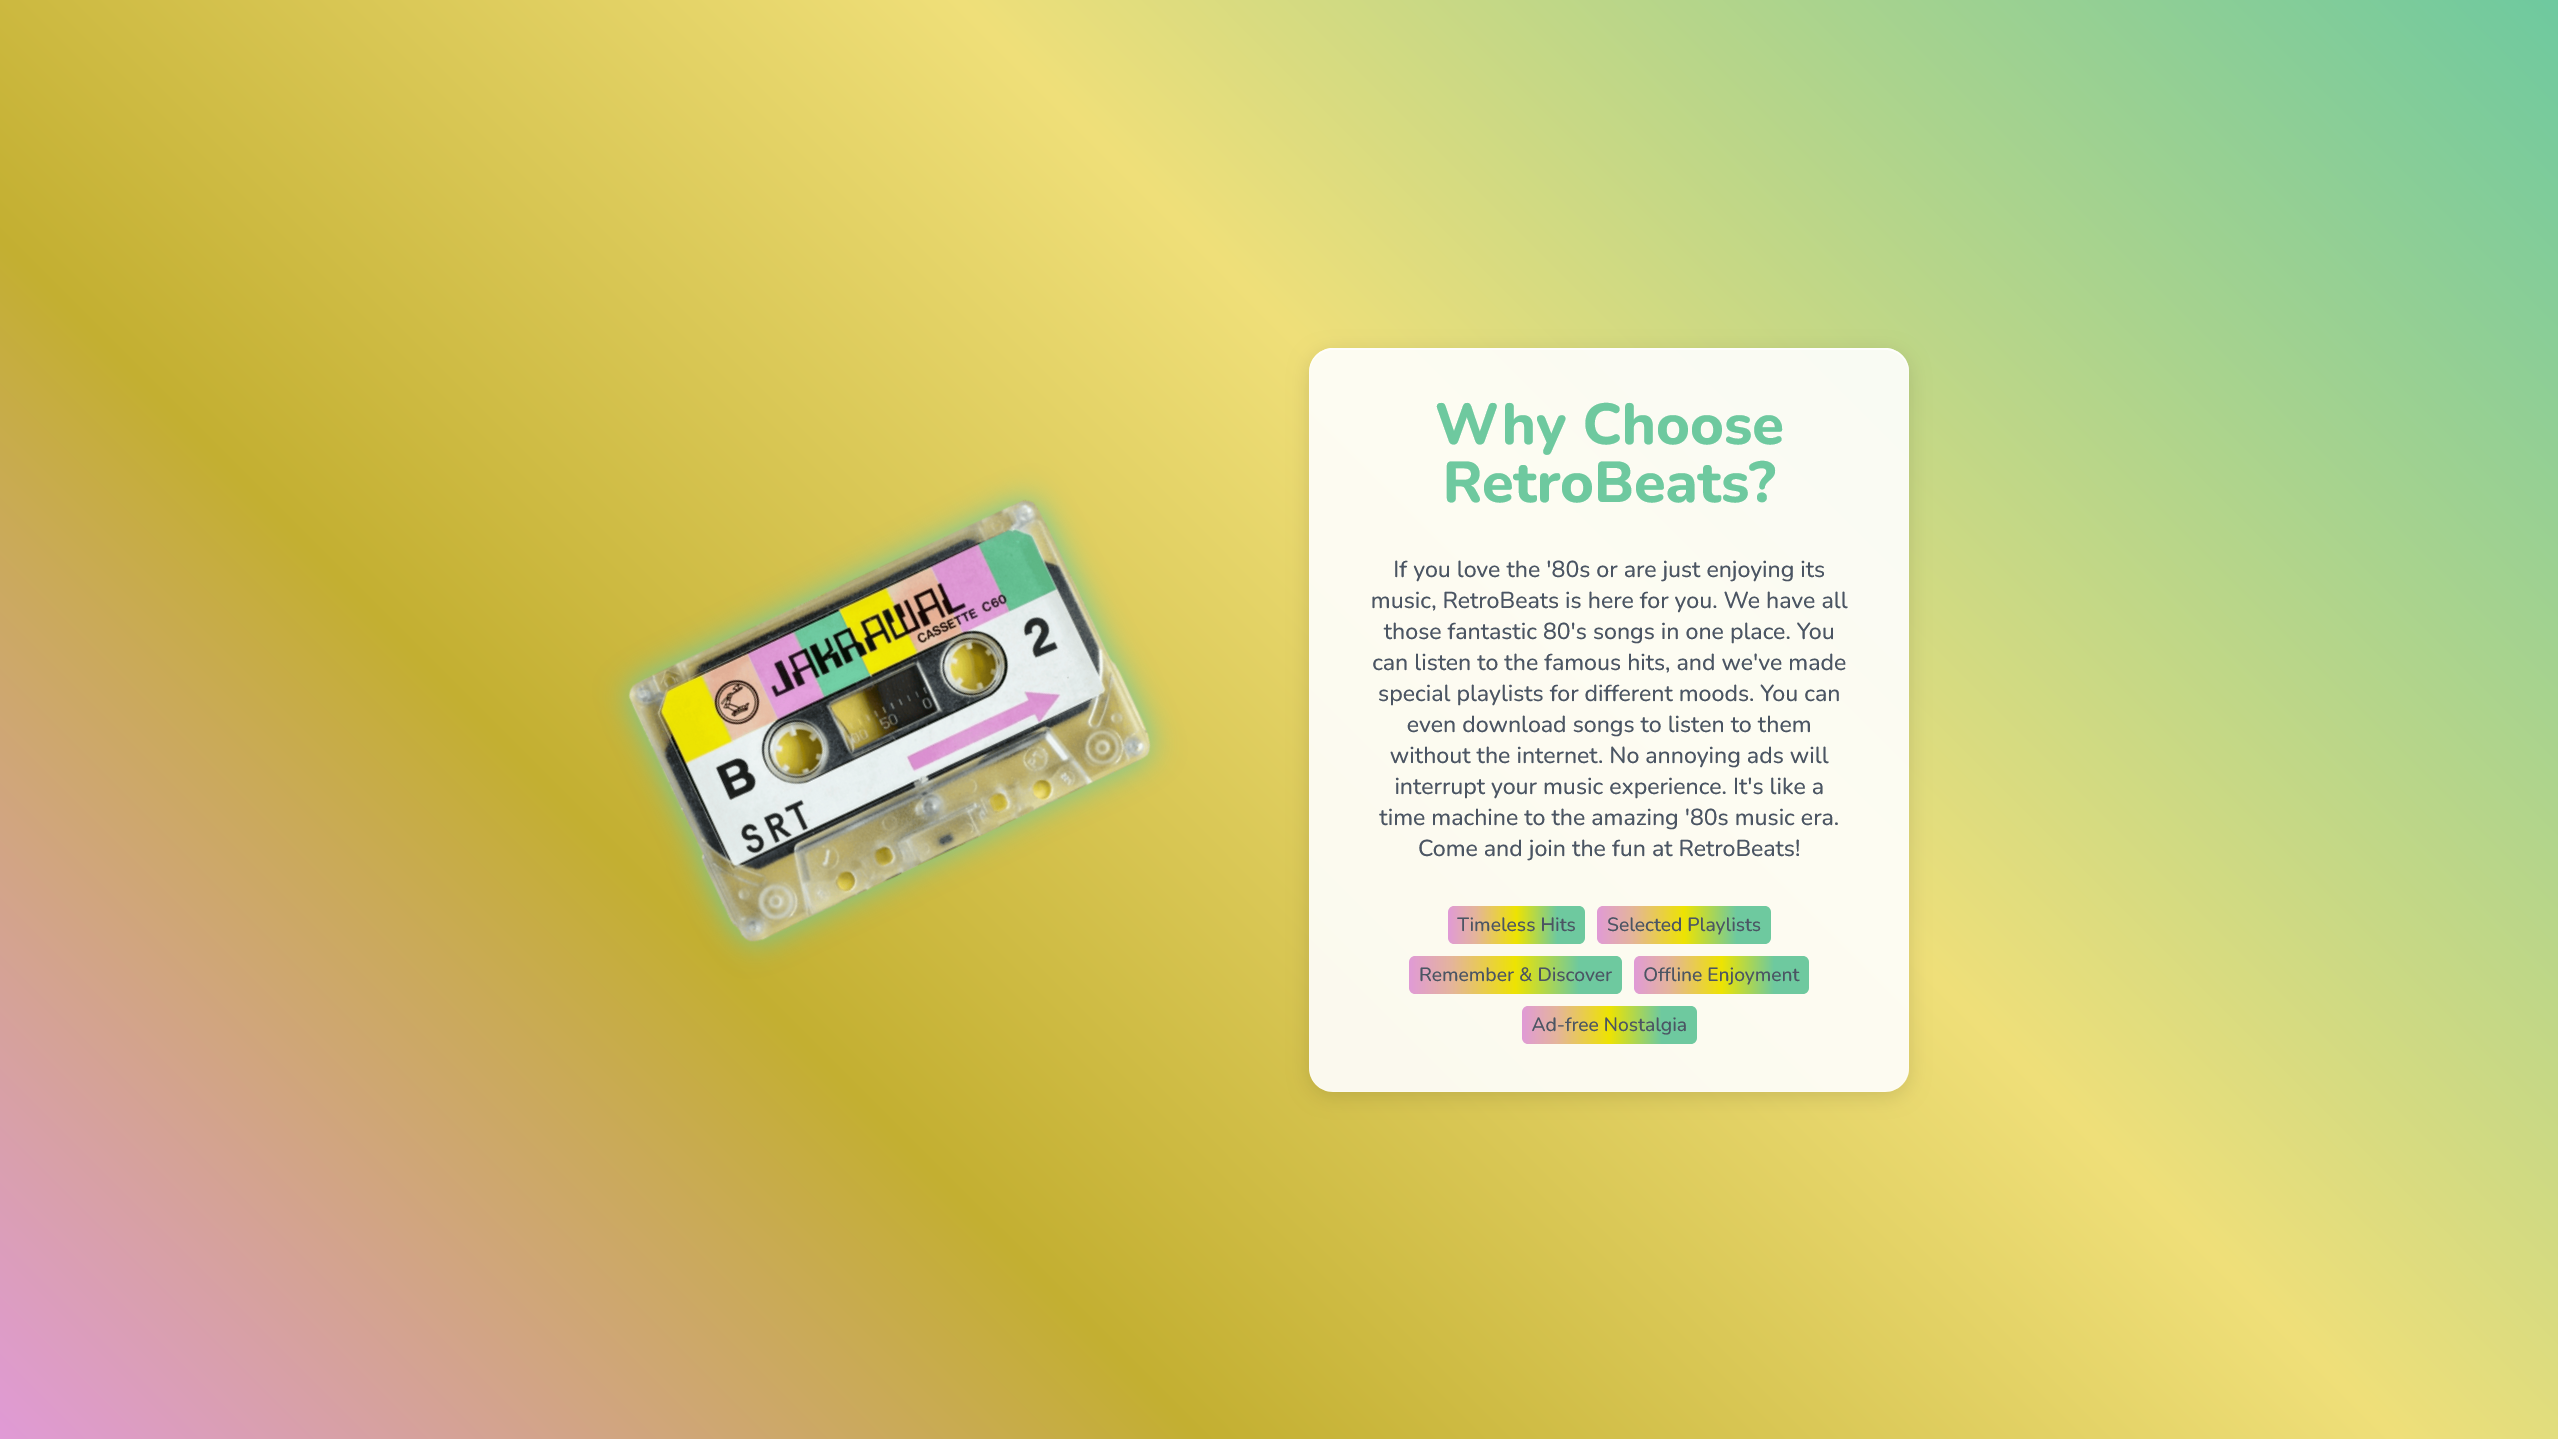 JAKRAWAL
CASSETTE C60
2
50
0
B
SRT
Why Choose
RetroBeats?
If you love the '80s or are just enjoying its
music, RetroBeats is here for you. We have all
those fantastic 80's songs in one place. You
can listen to the famous hits, and we've made
special playlists for different moods. You can
even download songs to listen to them
without the internet. No annoying ads will
interrupt your music experience. It's like a
time machine to the amazing '80s music era.
Come and join the fun at RetroBeats!
Timeless Hits
Selected Playlists
Remember & Discover
Offline Enjoyment
Ad-free Nostalgia